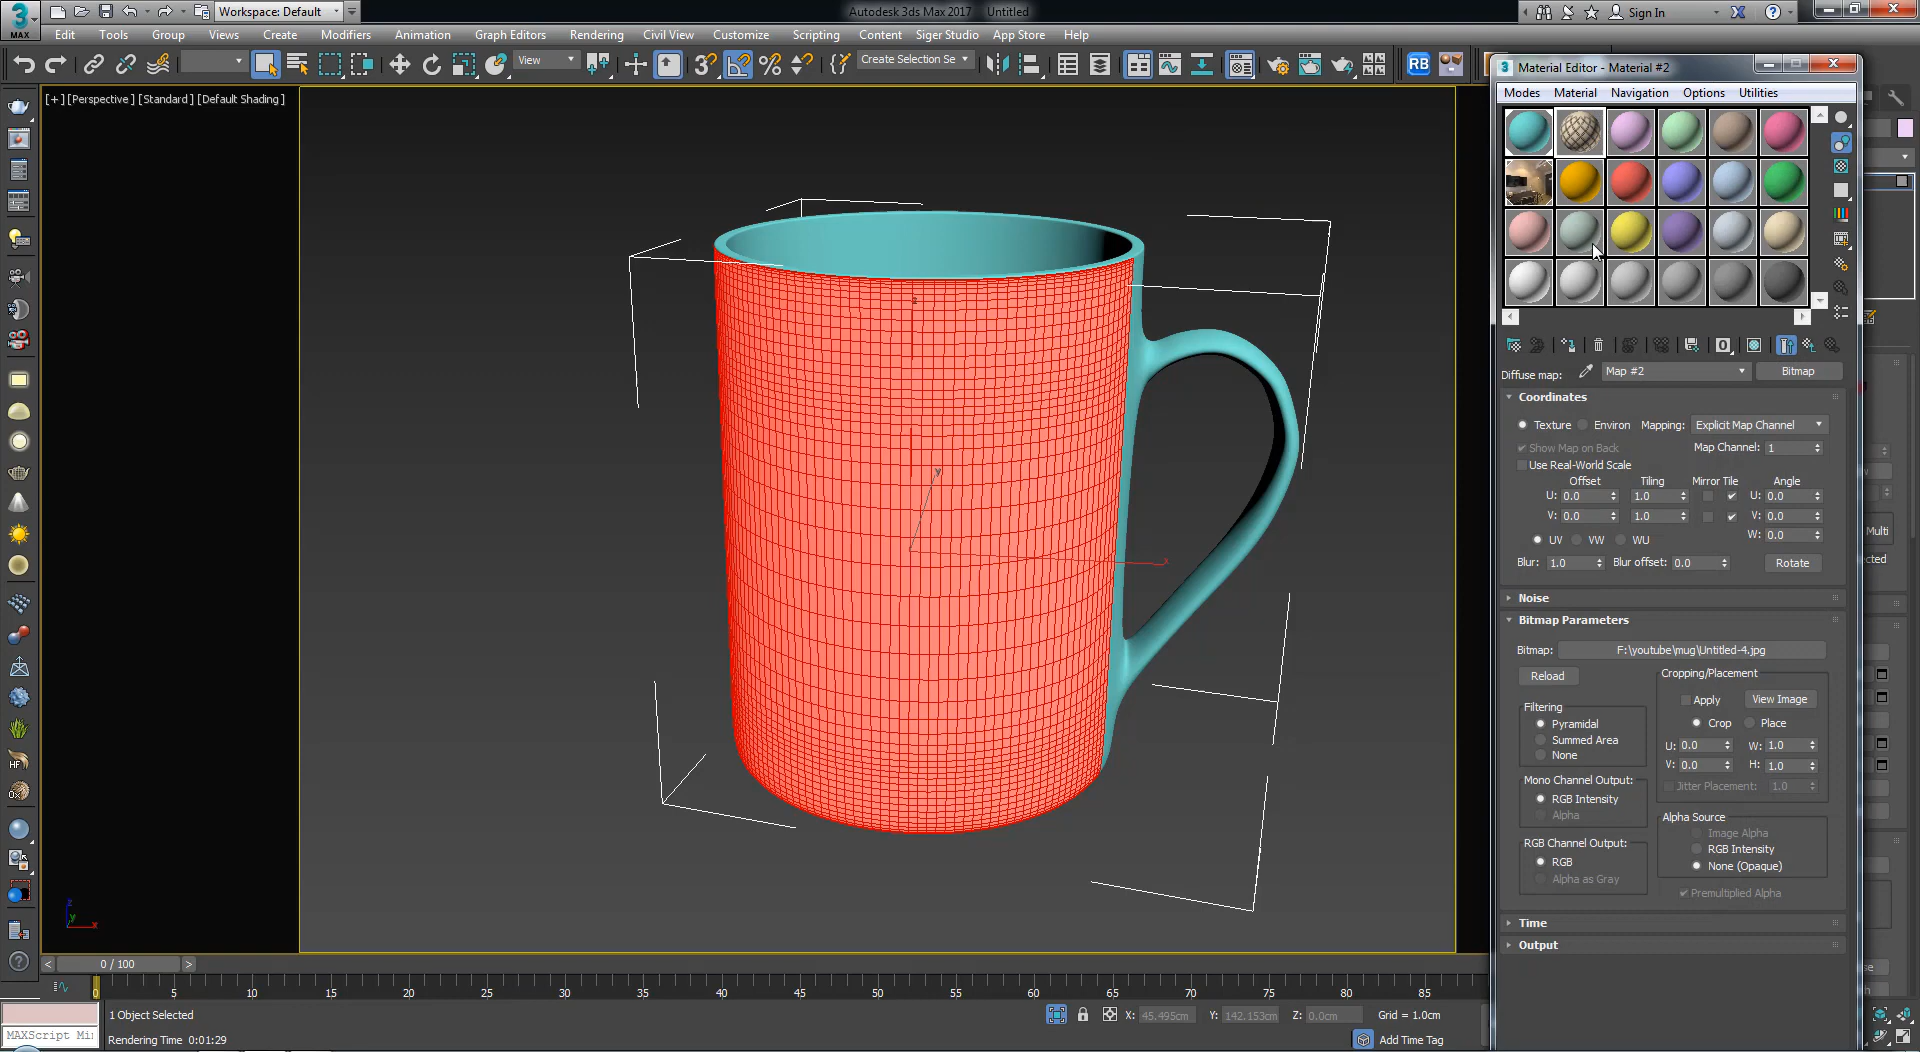 3
MAX
Workspace: Default
Autodesk 3ds Max 2017 Untitled
Sign In
Edit Tools Group Views Create Modifiers Animation Graph Editors Rendering Civil View Customize Scripting Content Siger Studio App Store Help
View
Create Selection Se
RB
[+] [Perspective] [Standard] [Default Shading]
Material Editor - Material #2
Modes Material Navigation Options Utilities
Diffuse map: Map #2 Bitmap
Coordinates
Texture Environ Mapping: Explicit Map Channel
Show Map on Back Map Channel: 1
Use Real-World Scale
Offset Tiling Mirror Tile Angle
U: 0.0 1.0 U: 0.0
V: 0.0 1.0 V: 0.0
W: 0.0
UV VW WU
Blur: 1.0 Blur offset: 0.0 Rotate
Noise
Bitmap Parameters
Bitmap: F:\youtube\mug\Untitled-4.jpg
Reload
Cropping/Placement
Apply View Image
Crop Place
U: 0.0 W: 1.0
V: 0.0 H: 1.0
Jitter Placement: 1.0
Filtering
Pyramidal
Summed Area
None
Mono Channel Output:
RGB Intensity
Alpha
RGB Channel Output:
RGB
Alpha as Gray
Alpha Source
Image Alpha
RGB Intensity
None (Opaque)
Premultiplied Alpha
Time
Output
Multi
z
y
x
HF
z
y
x
0 / 100
0 5 10 15 20 25 30 35 40 45 50 55 60 65 70 75 80 85
1 Object Selected
X: 45.495cm Y: 142.153cm Z: 0.0cm Grid = 1.0cm
MAXScript Mi
Rendering Time 0:01:29
Add Time Tag